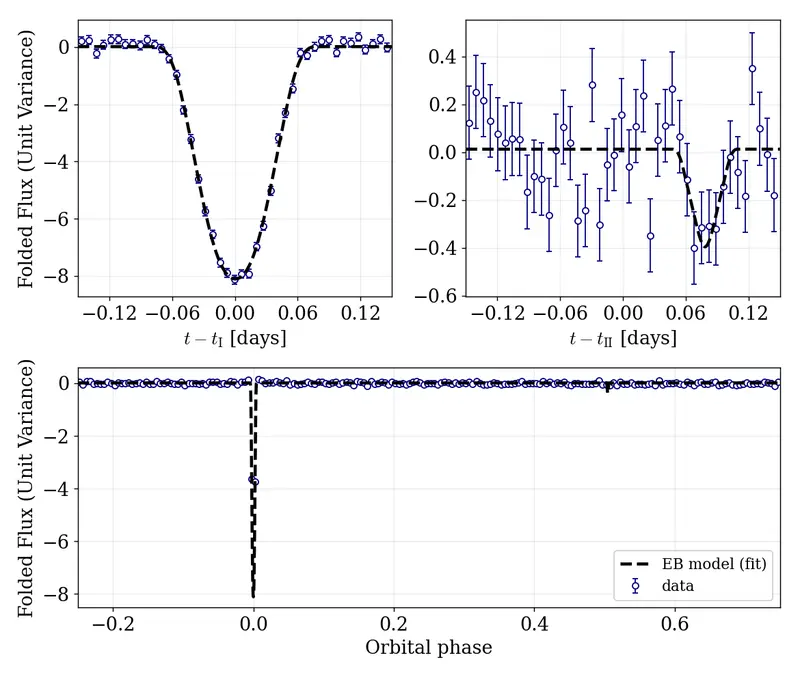 Folded Flux (Unit Variance)
0
−2
−4
−6
−8
−0.12 −0.06 0.00 0.06 0.12
t − tI [days]
0.4
0.2
0.0
−0.2
−0.4
−0.6
−0.12 −0.06 0.00 0.06 0.12
t − tII [days]
Folded Flux (Unit Variance)
0
−2
−4
−6
−8
EB model (fit)
data
−0.2 0.0 0.2 0.4 0.6
Orbital phase